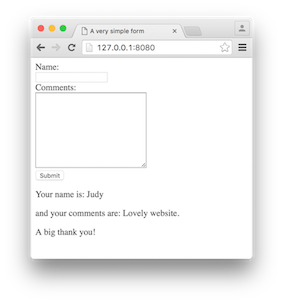 A very simple form
127.0.0.1:8080
Name:
Comments:
Submit
Your name is: Judy
and your comments are: Lovely website.
A big thank you!